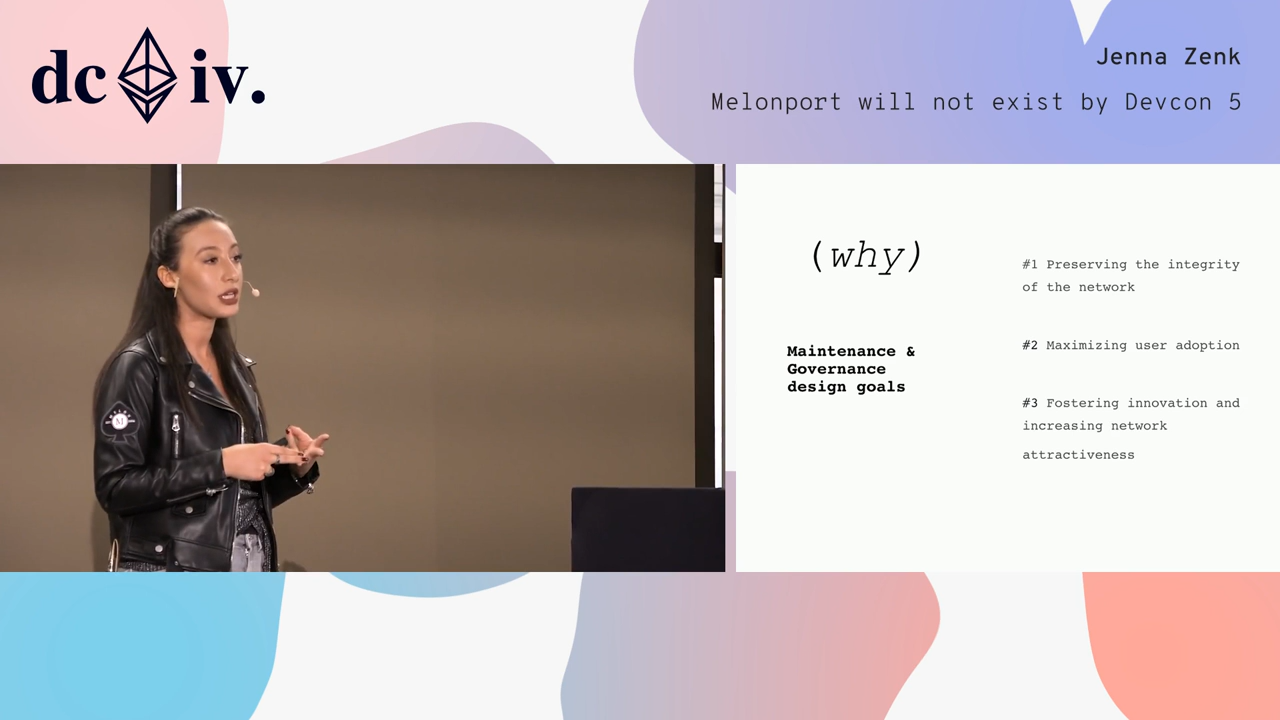 dc iv.
Jenna Zenk
Melonport will not exist by Devcon 5
(why)
Maintenance &
Governance
design goals
#1 Preserving the integrity
of the network
#2 Maximizing user adoption
#3 Fostering innovation and
increasing network
attractiveness
M